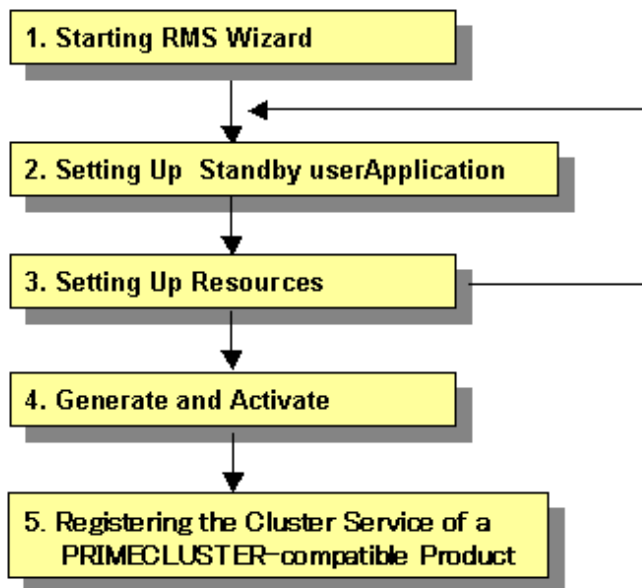 1. Starting RMS Wizard
2. Setting Up Standby userApplication
3. Setting Up Resources
4. Generate and Activate
5. Registering the Cluster Service of a
PRIMECLUSTER-compatible Product